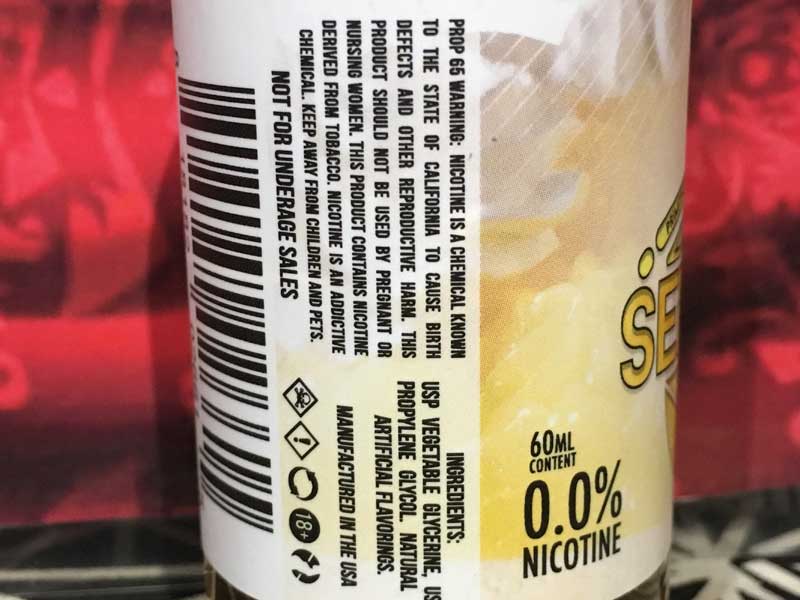 PROP 65 WARNING: NICOTINE IS A CHEMICAL KNOWN
TO THE STATE OF CALIFORNIA TO CAUSE BIRTH
DEFECTS AND OTHER REPRODUCTIVE HARM. THIS
PRODUCT SHOULD NOT BE USED BY PREGNANT OR
NURSING WOMEN. THIS PRODUCT CONTAINS NICOTINE
DERIVED FROM TOBACCO. NICOTINE IS AN ADDICTIVE
CHEMICAL. KEEP AWAY FROM CHILDREN AND PETS.
NOT FOR UNDERAGE SALES
INGREDIENTS:
USP VEGETABLE GLYCERINE, US
PROPYLENE GLYCOL. NATURAL
ARTIFICIAL FLAVORINGS.
MANUFACTURED IN THE USA
18+
SE
60ML
CONTENT
0.0%
NICOTINE